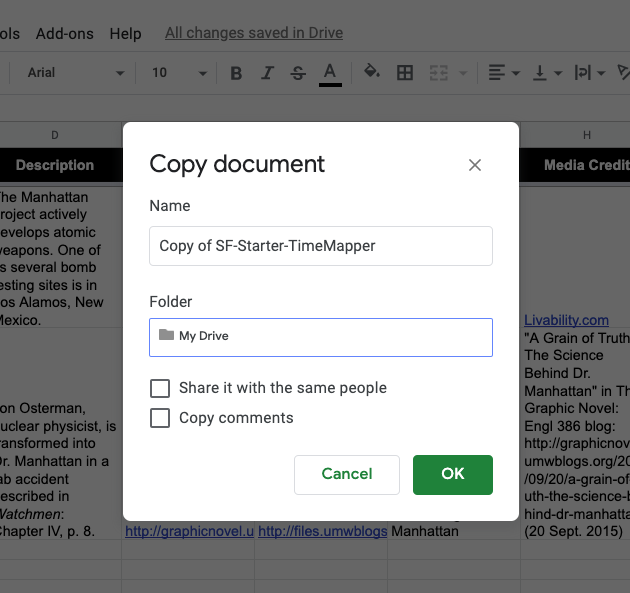 ols Add-ons Help All changes saved in Drive
Arial 10 B I S A
D H
Description Media Credit
Copy document
Name
Copy of SF-Starter-TimeMapper
Folder
My Drive
Share it with the same people
Copy comments
Cancel OK
he Manhattan
roject actively
evelops atomic
eapons. One of
s several bomb
esting sites is in
os Alamos, New
Mexico.
on Osterman,
uclear physicist, is
ransformed into
Dr. Manhattan in a
ab accident
escribed in
Watchmen:
Chapter IV, p. 8.
http://graphicnovel.u http://files.umwblogs Manhattan
Livability.com
"A Grain of Truth
The Science
Behind Dr.
Manhattan" in Th
Graphic Novel:
Engl 386 blog:
http://graphicnov
umwblogs.org/20
/09/20/a-grain-of
uth-the-science-b
hind-dr-manhatta
(20 Sept. 2015)